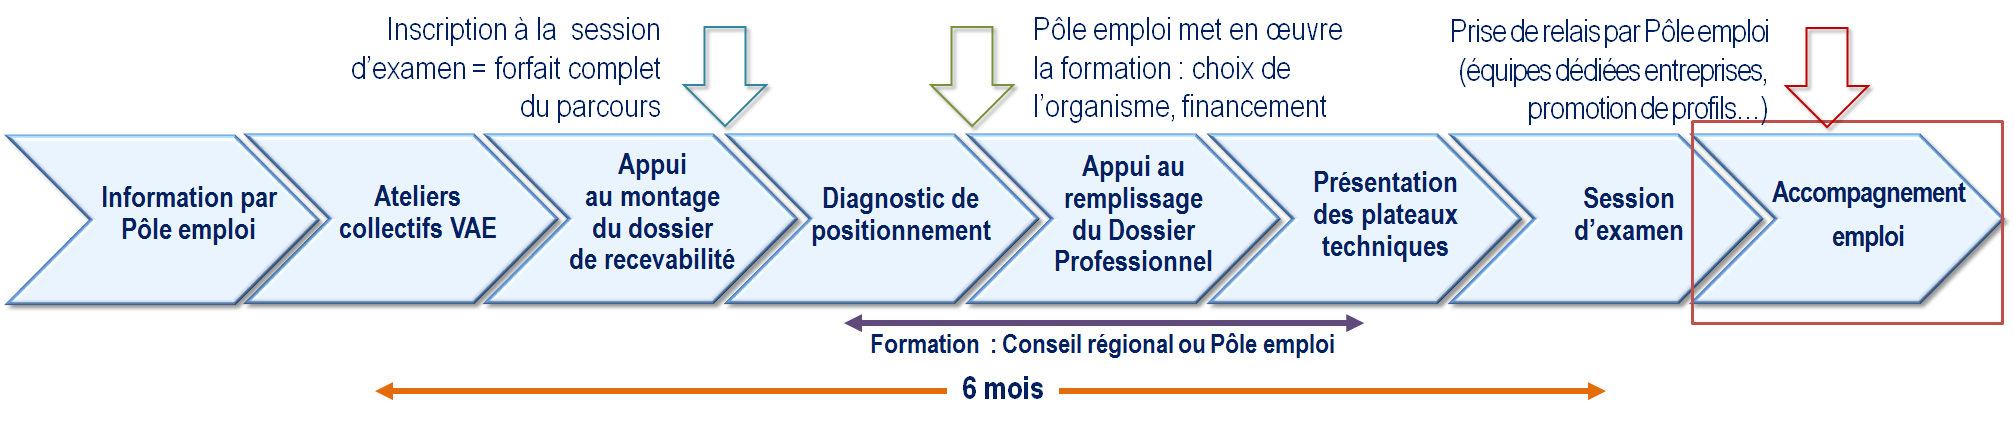 Inscription à la session
d'examen = forfait complet
du parcours
Pôle emploi met en œuvre
la formation : choix de
l'organisme, financement
Prise de relais par Pôle emploi
(équipes dédiées entreprises,
promotion de profils...)
Information par
Pôle emploi
Ateliers
collectifs VAE
Appui
au montage
du dossier
de recevabilité
Diagnostic de
positionnement
Appui au
remplissage
du Dossier
Professionnel
Présentation
des plateaux
techniques
Session
d'examen
Accompagnement
emploi
Formation : Conseil régional ou Pôle emploi
6 mois